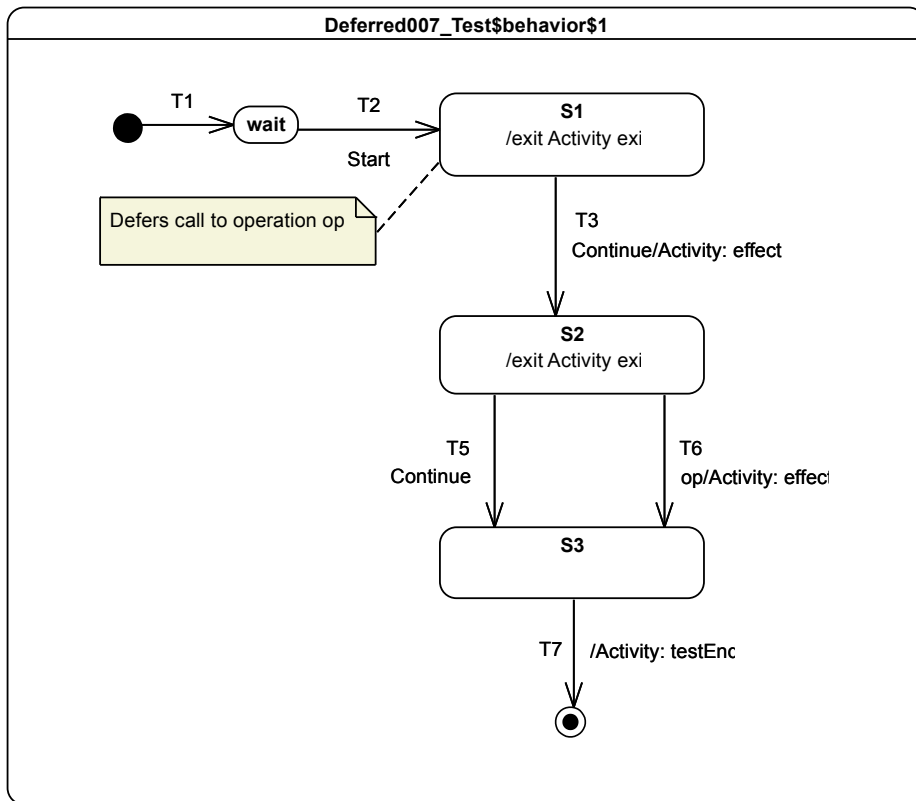 Deferred007_Test$behavior$1
T1
T2
wait
Start
S1
/exit Activity exi
Defers call to operation op
T3
Continue/Activity: effect
S2
/exit Activity exi
T5
Continue
T6
op/Activity: effect
S3
T7
/Activity: testEnd